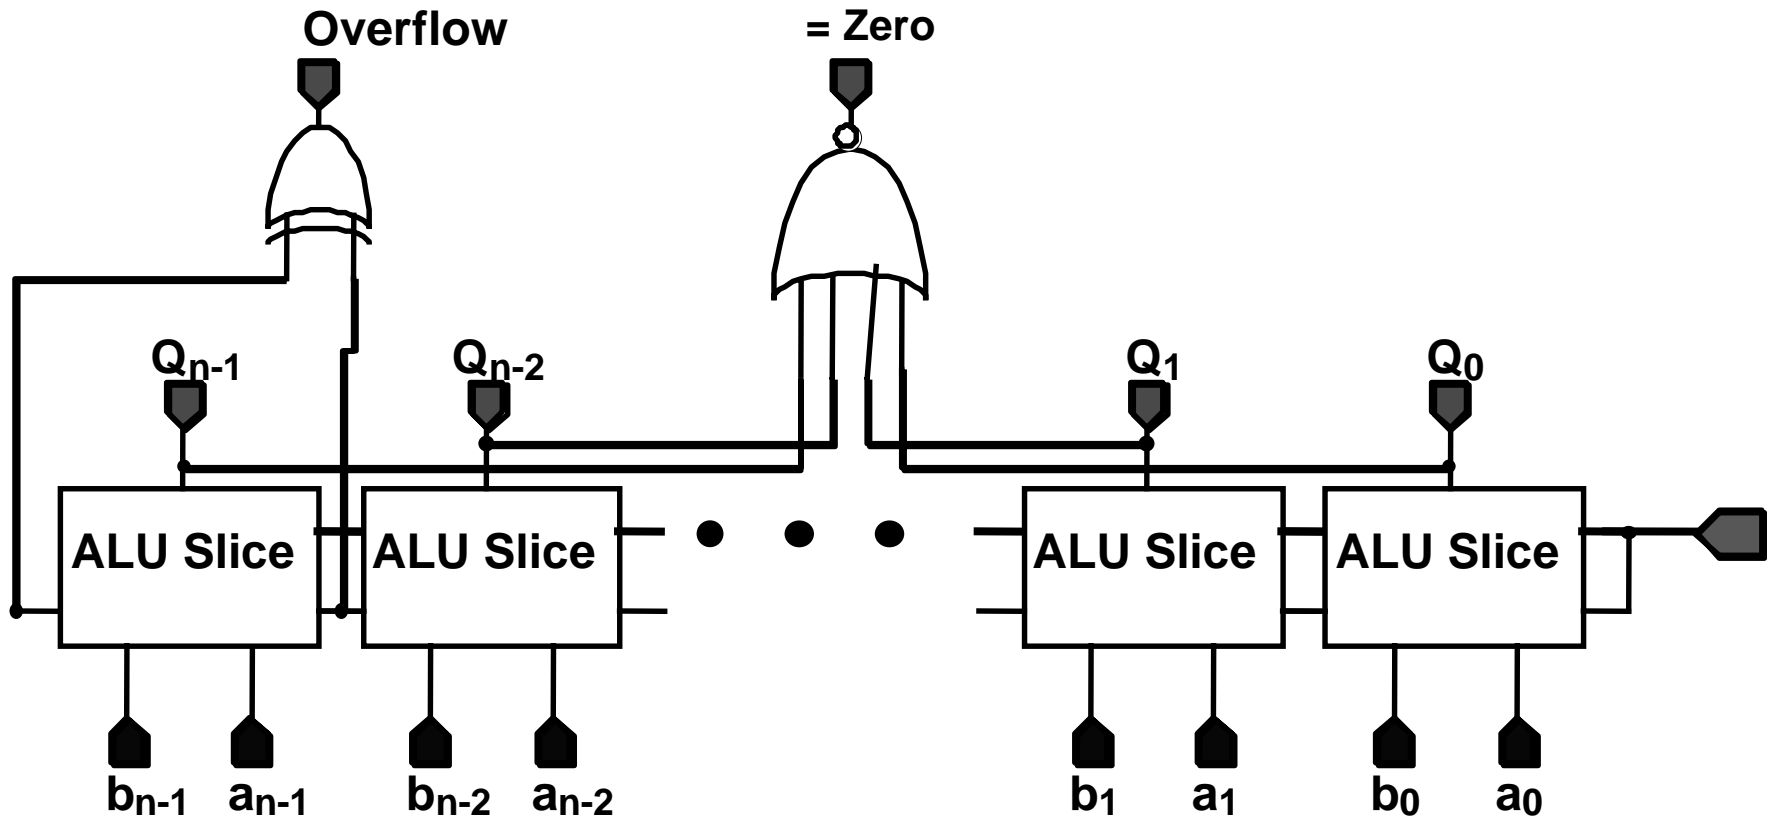 Overflow
= Zero
Qn-1
Qn-2
Q1
Q0
ALU Slice
ALU Slice
ALU Slice
ALU Slice
bn-1
an-1
bn-2
an-2
b1
a1
b0
a0